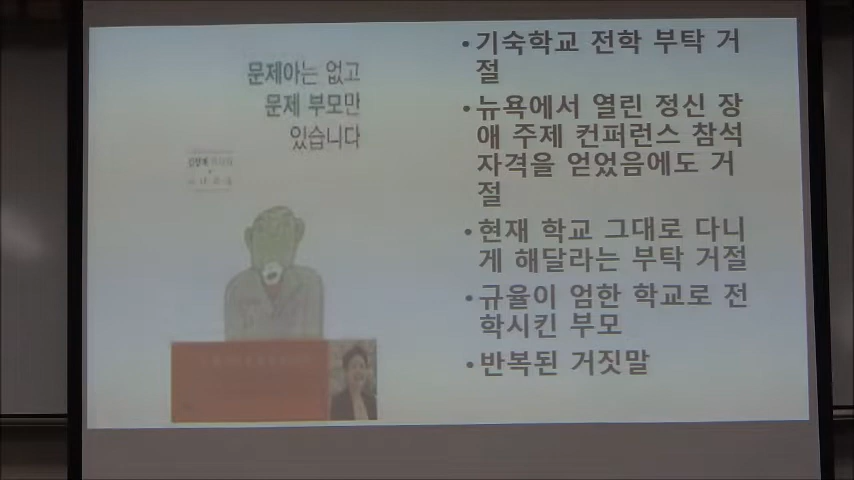 문제아는 없고
문제 부모만
있습니다
• 기숙학교 전학 부탁 거
절
• 뉴욕에서 열린 정신 장
애 주제 컨퍼런스 참석
자격을 얻었음에도 거
절
• 현재 학교 그대로 다니
게 해달라는 부탁 거절
• 규율이 엄한 학교로 전
학시킨 부모
• 반복된 거짓말